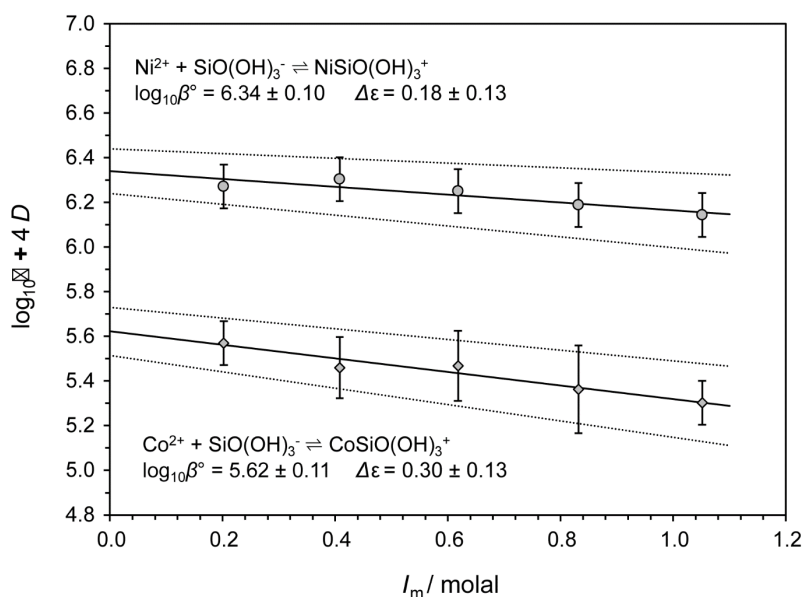 7.0
6.8
6.6
6.4
6.2
6.0
5.8
5.6
5.4
5.2
5.0
4.8
log₁₀☒ + 4 D
Ni²⁺ + SiO(OH)₃⁻ ⇌ NiSiO(OH)₃⁺
log₁₀β° = 6.34 ± 0.10 Δε = 0.18 ± 0.13
Co²⁺ + SiO(OH)₃⁻ ⇌ CoSiO(OH)₃⁺
log₁₀β° = 5.62 ± 0.11 Δε = 0.30 ± 0.13
0.0 0.2 0.4 0.6 0.8 1.0 1.2
Iₘ / molal